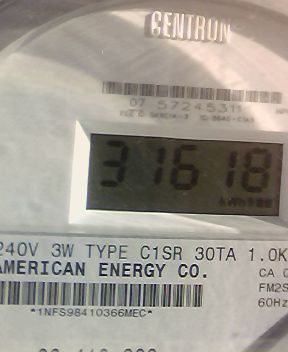 CENTRON
07 57245311
31618
kWh
240V 3W TYPE C1SR 30TA 1.0K
AMERICAN ENERGY CO.
CA 0
FM2S
60Hz
*1NFS98410366MEC*